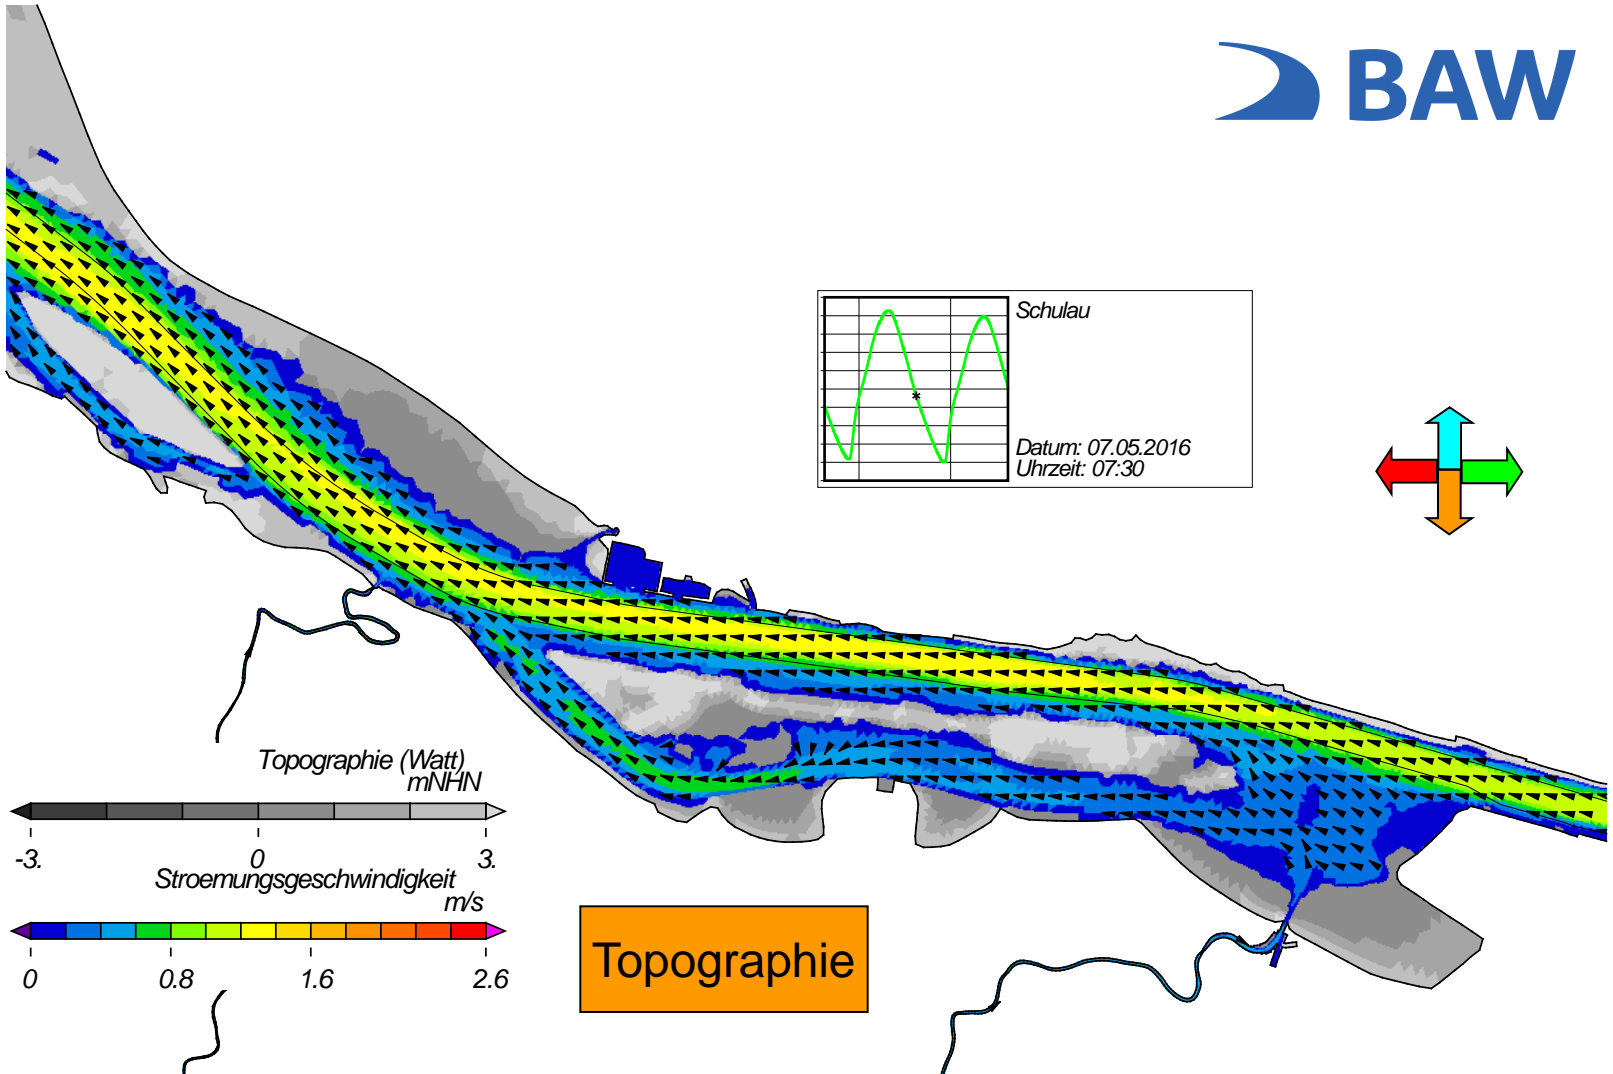 BAW
Schulau
Datum: 07.05.2016
Uhrzeit: 07:30
Topographie (Watt)
mNHN
-3. 0 3.
Stroemungsgeschwindigkeit
m/s
0 0.8 1.6 2.6
Topographie